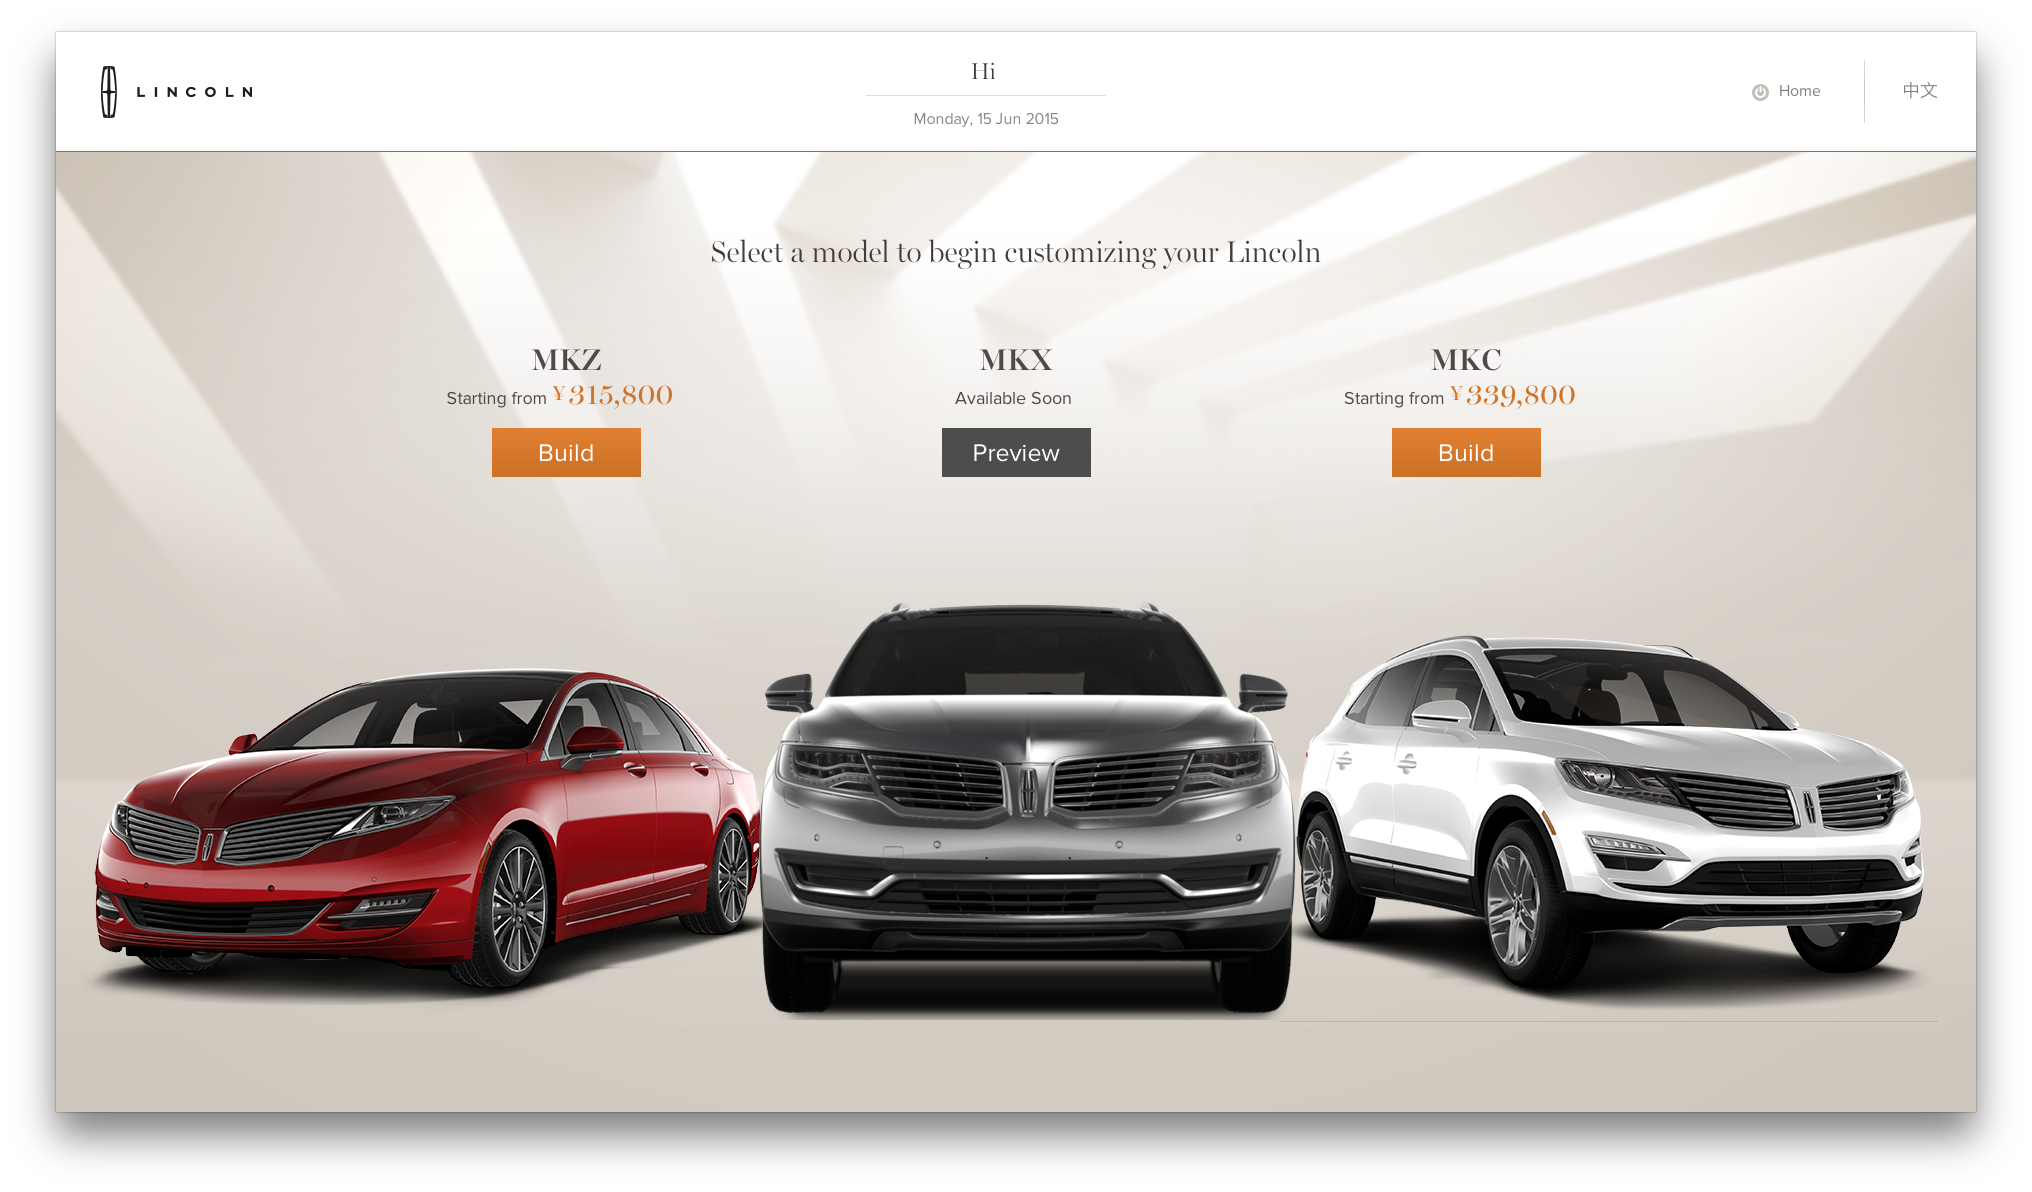 LINCOLN
Hi
Monday, 15 Jun 2015
Home
中文
Select a model to begin customizing your Lincoln
MKZ
Starting from ¥315,800
Build
MKX
Available Soon
Preview
MKC
Starting from ¥339,800
Build